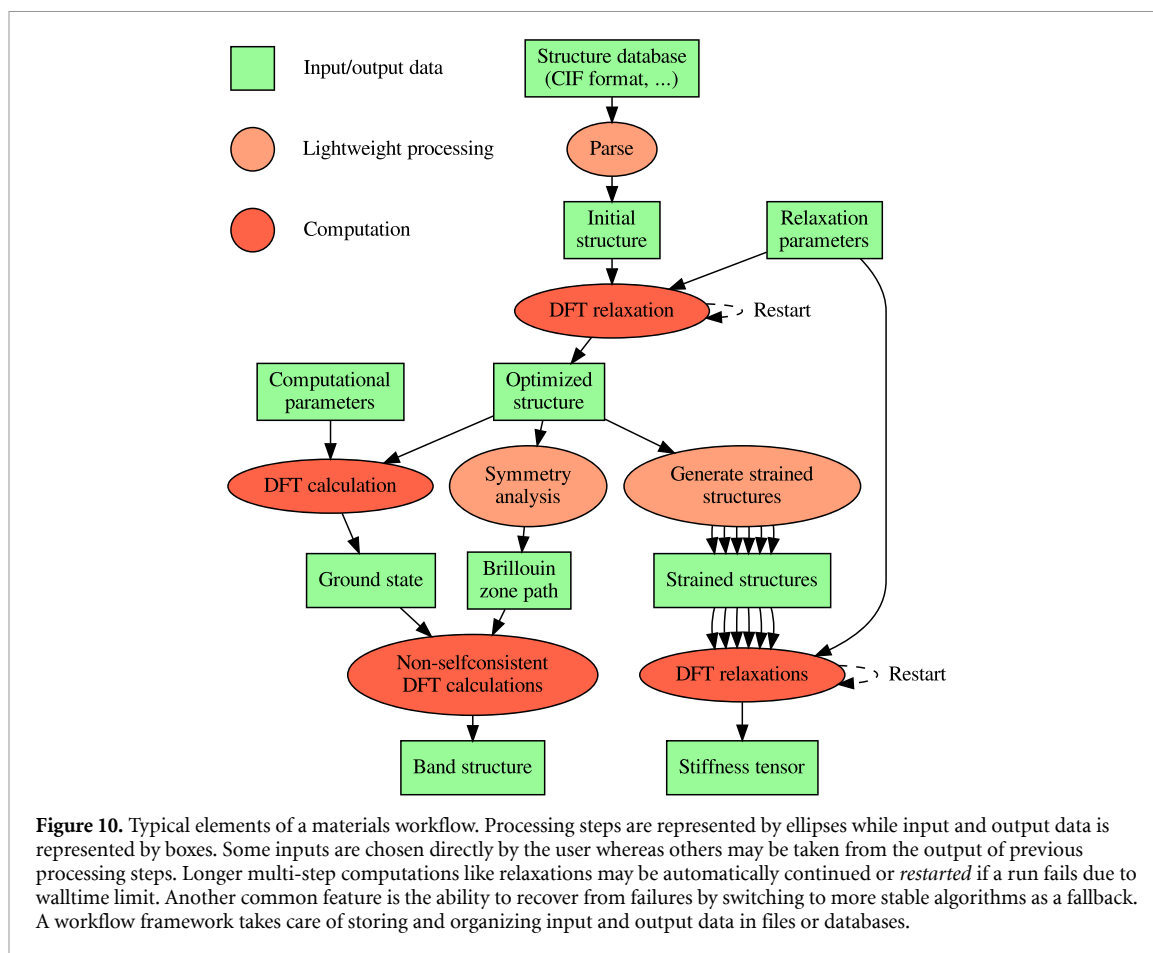 Structure database
(CIF format, ...)
Input/output data
Lightweight processing
Parse
Computation
Initial
structure
Relaxation
parameters
DFT relaxation
Restart
Computational
parameters
Optimized
structure
DFT calculation
Symmetry
analysis
Generate strained
structures
Ground state
Brillouin
zone path
Strained structures
Non-selfconsistent
DFT calculations
DFT relaxations
Restart
Band structure
Stiffness tensor
Figure 10. Typical elements of a materials workflow. Processing steps are represented by ellipses while input and output data is
represented by boxes. Some inputs are chosen directly by the user whereas others may be taken from the output of previous
processing steps. Longer multi-step computations like relaxations may be automatically continued or restarted if a run fails due to
walltime limit. Another common feature is the ability to recover from failures by switching to more stable algorithms as a fallback.
A workflow framework takes care of storing and organizing input and output data in files or databases.